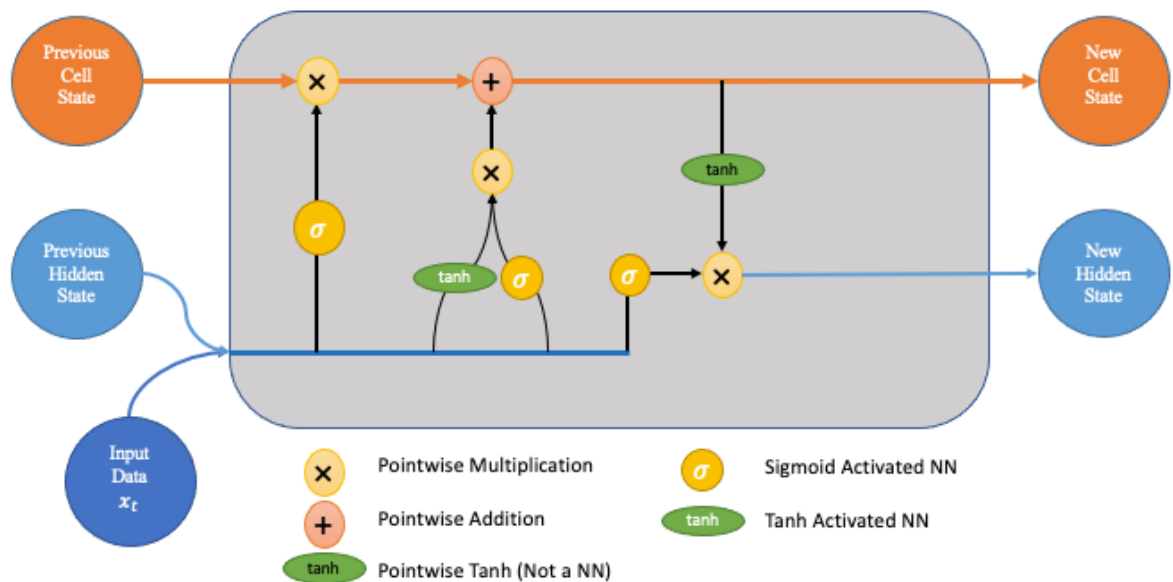 Previous
Cell
State
New
Cell
State
×
+
×
tanh
Previous
Hidden
State
σ
tanh
σ
σ
×
New
Hidden
State
Input
Data
xₜ
× Pointwise Multiplication
σ Sigmoid Activated NN
+ Pointwise Addition
tanh Tanh Activated NN
tanh Pointwise Tanh (Not a NN)